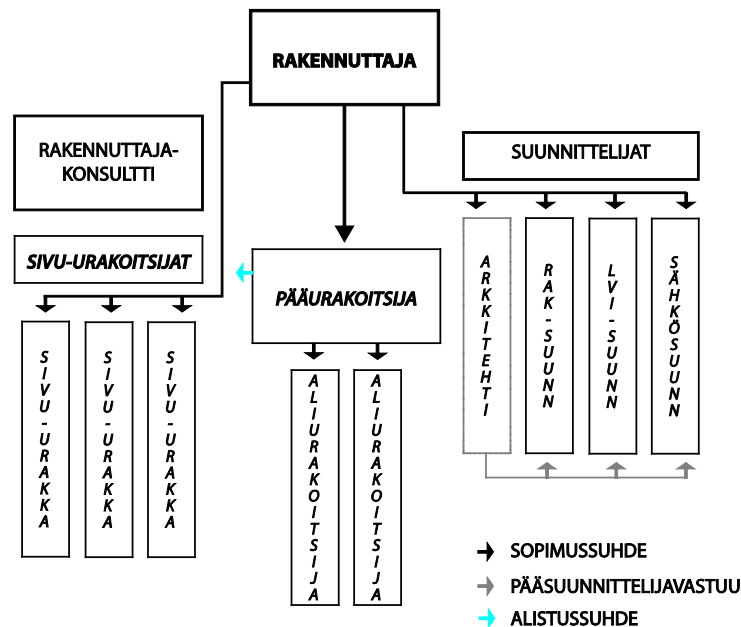 RAKENNUTTAJA
RAKENNUTTAJA-
KONSULTTI
SUUNNITTELIJAT
SIVU-URAKOITSIJAT
PÄÄURAKOITSIJA
ARKKITEHTI
RAK-SUUNN
LVI-SUUNN
SÄHKÖSUUNN
SIVU-URAKKA
SIVU-URAKKA
SIVU-URAKKA
ALIURAKOITSIJA
ALIURAKOITSIJA
SOPIMUSSUHDE
PÄÄSUUNNITTELIJAVASTUU
ALISTUSSUHDE